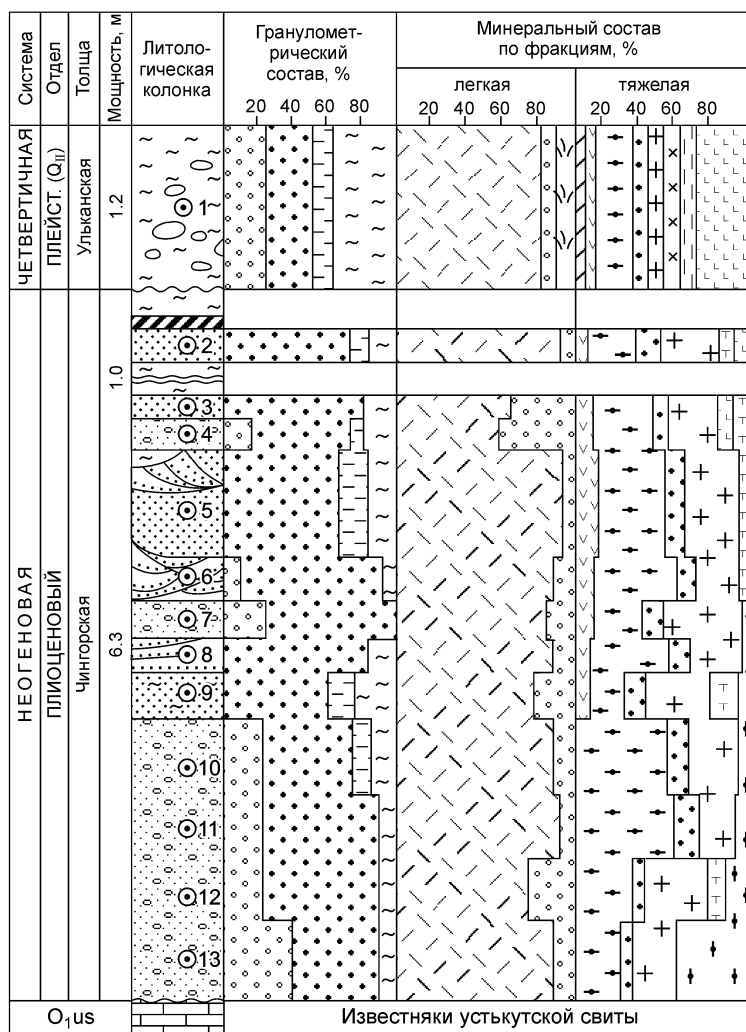 Система
Отдел
Толща
Мощность, м
Литоло-
гическая
колонка
Грануломет-
рический
состав, %
20 40 60 80
Минеральный состав
по фракциям, %
легкая
20 40 60 80
тяжелая
20 40 60 80
ЧЕТВЕРТИЧНАЯ
ПЛЕЙСТ. (QII)
Ульканская
1.2
1
НЕОГЕНОВАЯ
ПЛИОЦЕНОВЫЙ
Чингорская
1.0
6.3
2
3
4
5
6
7
8
9
10
11
12
13
O₁us
Известняки устькутской свиты